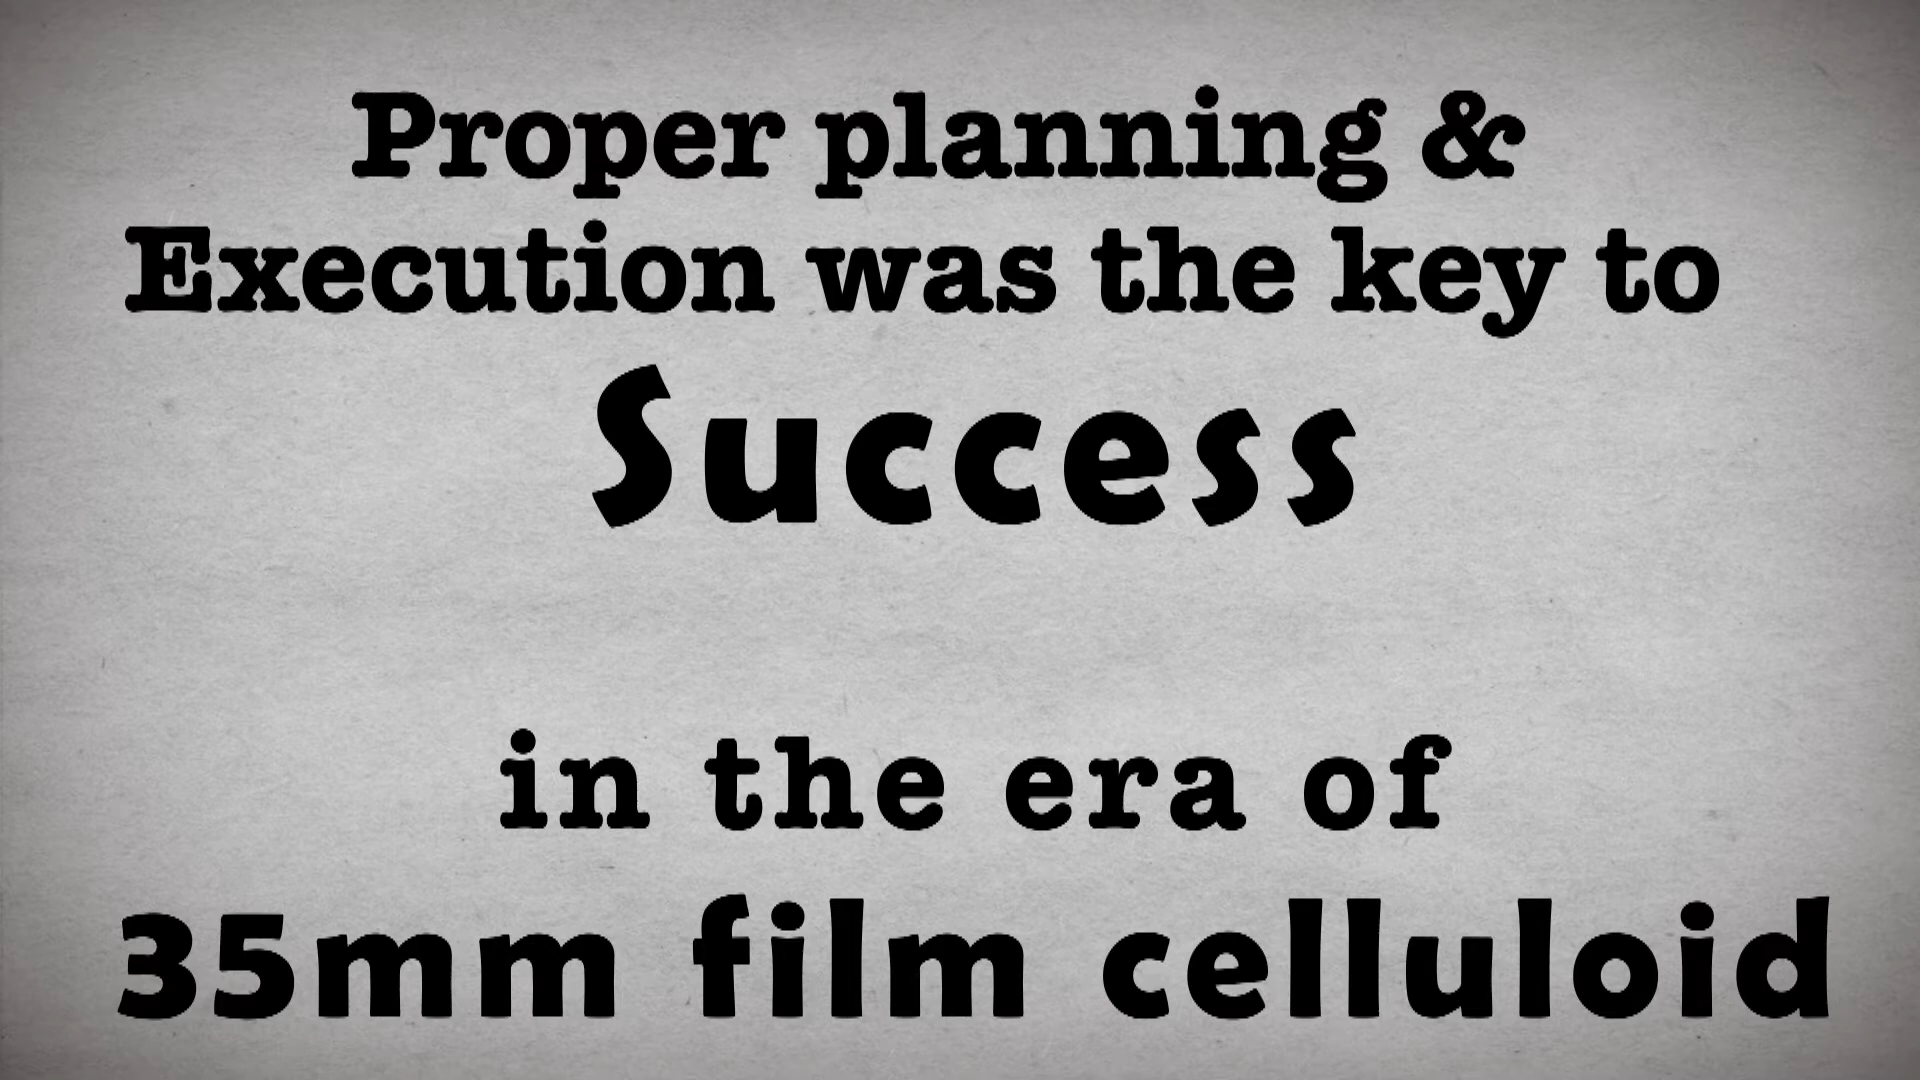 Proper planning &
Execution was the key to
Success
in the era of
35mm film celluloid